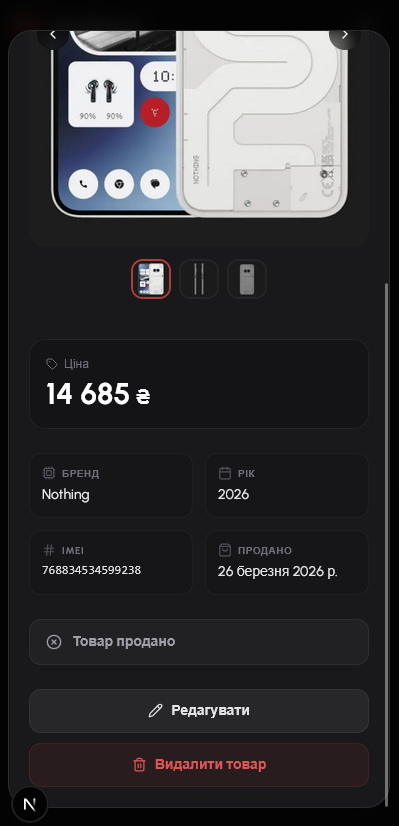 10:
90% 90%
NOTHING
Ціна
14 685 ₴
БРЕНД
Nothing
РІК
2026
IMEI
768834534599238
ПРОДАНО
26 березня 2026 р.
Товар продано
Редагувати
Видалити товар
N